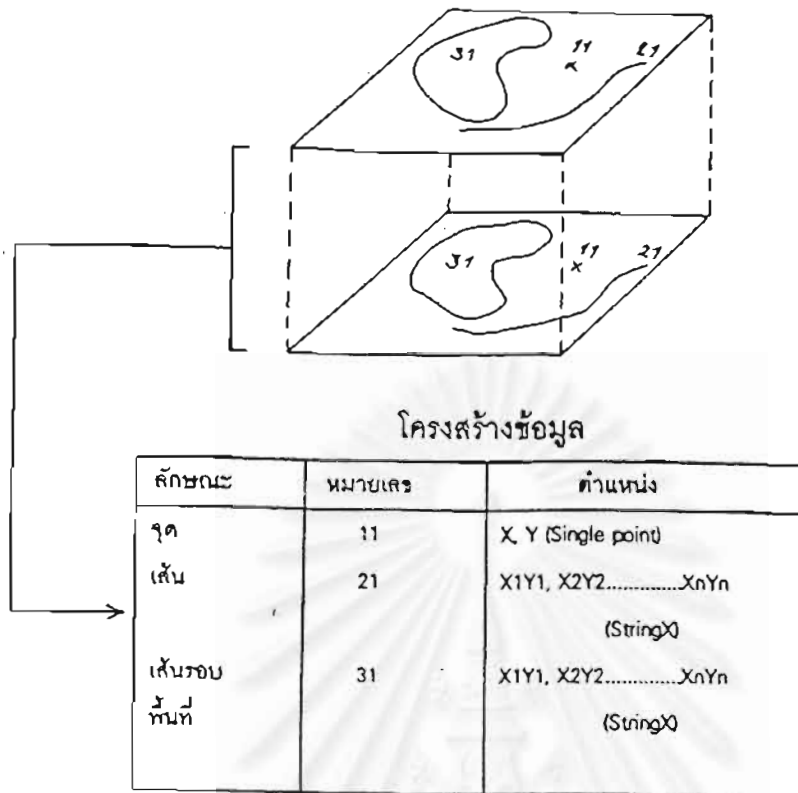 31 11 21
31 11 21
โครงสร้างข้อมูล
ลักษณะ หมายเลข ตำแหน่ง
จุด 11 X, Y (Single point)
เส้น 21 X1Y1, X2Y2.............XnYn
(StringX)
เส้นรอบ 31 X1Y1, X2Y2.............XnYn
พื้นที่ (StringX)